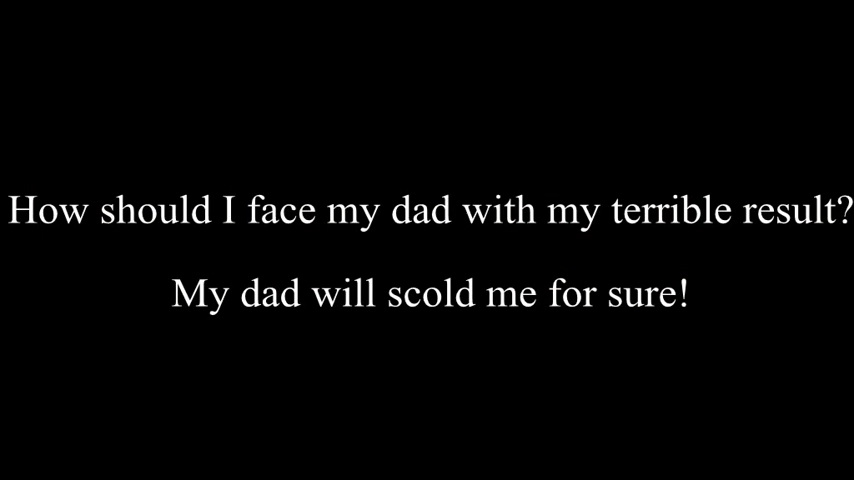 How should I face my dad with my terrible result?
My dad will scold me for sure!